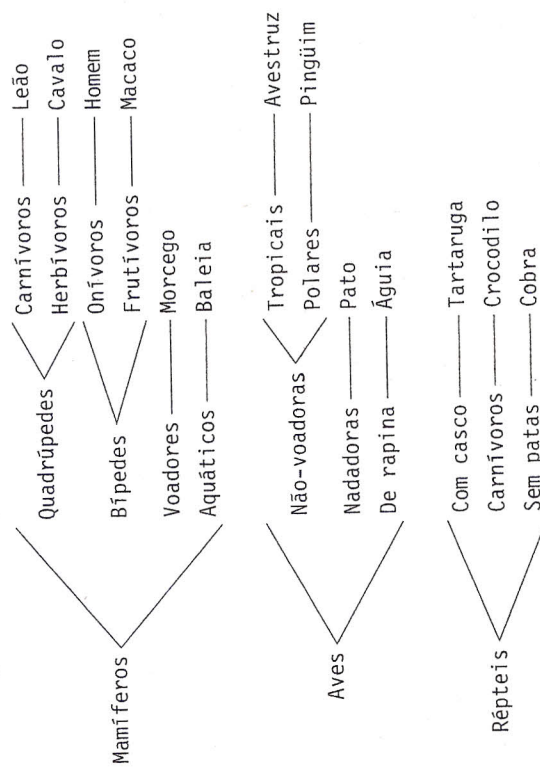 Mamíferos
Quadrúpedes
Carnívoros Leão
Herbívoros Cavalo
Bípedes
Onívoros Homem
Frutívoros Macaco
Voadores Morcego
Aquáticos Baleia
Aves
Não-voadoras
Tropicais Avestruz
Polares Pingüim
Nadadoras Pato
De rapina Águia
Répteis
Com casco Tartaruga
Carnívoros Crocodilo
Sem patas Cobra